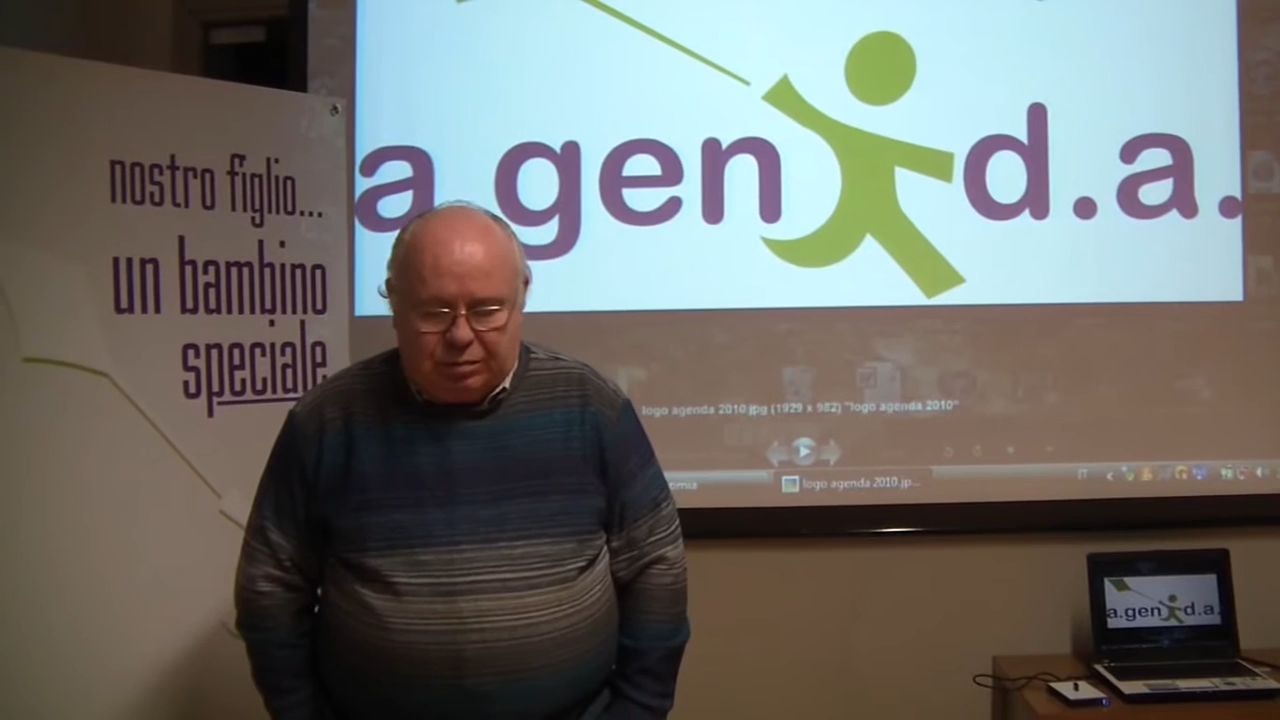 nostro figlio...
un bambino
speciale
a.gen d.a.
logo agenda 2010.jpg (1929 x 982) "logo agenda 2010"
logo agenda 2010.jp...
IT
a.gen d.a.